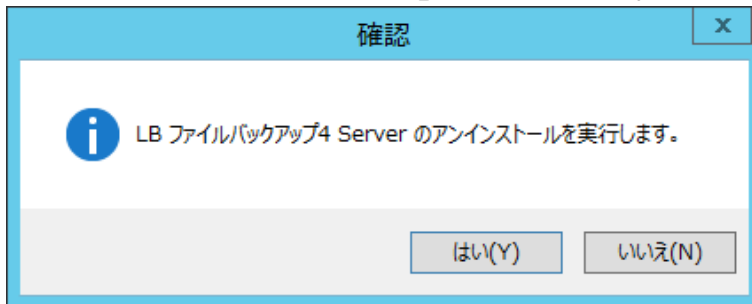 確認
x
LB ファイルバックアップ4 Server のアンインストールを実行します。
はい(Y)
いいえ(N)